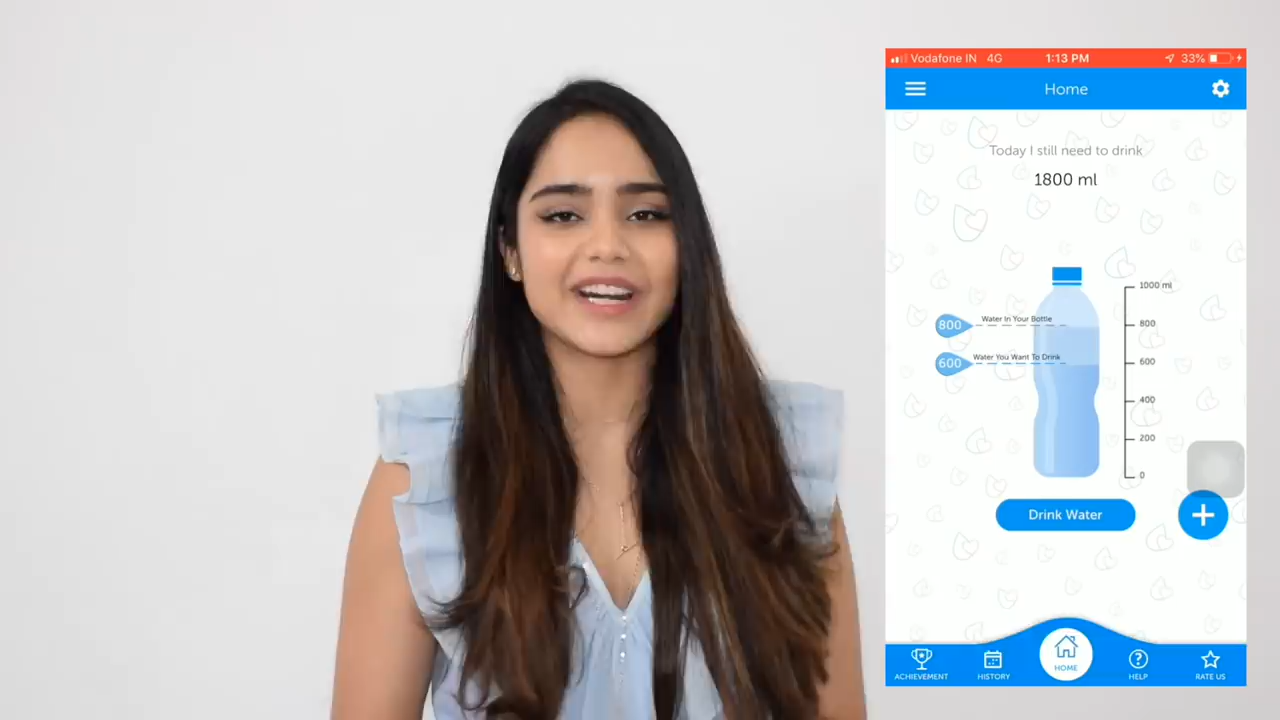 Vodafone IN 4G 1:13 PM 33%
Home
Today I still need to drink
1800 ml
1000 ml
800 Water In Your Bottle 800
600 Water You Want To Drink 600
400
200
0
Drink Water
ACHIEVEMENT HISTORY HOME HELP RATE US